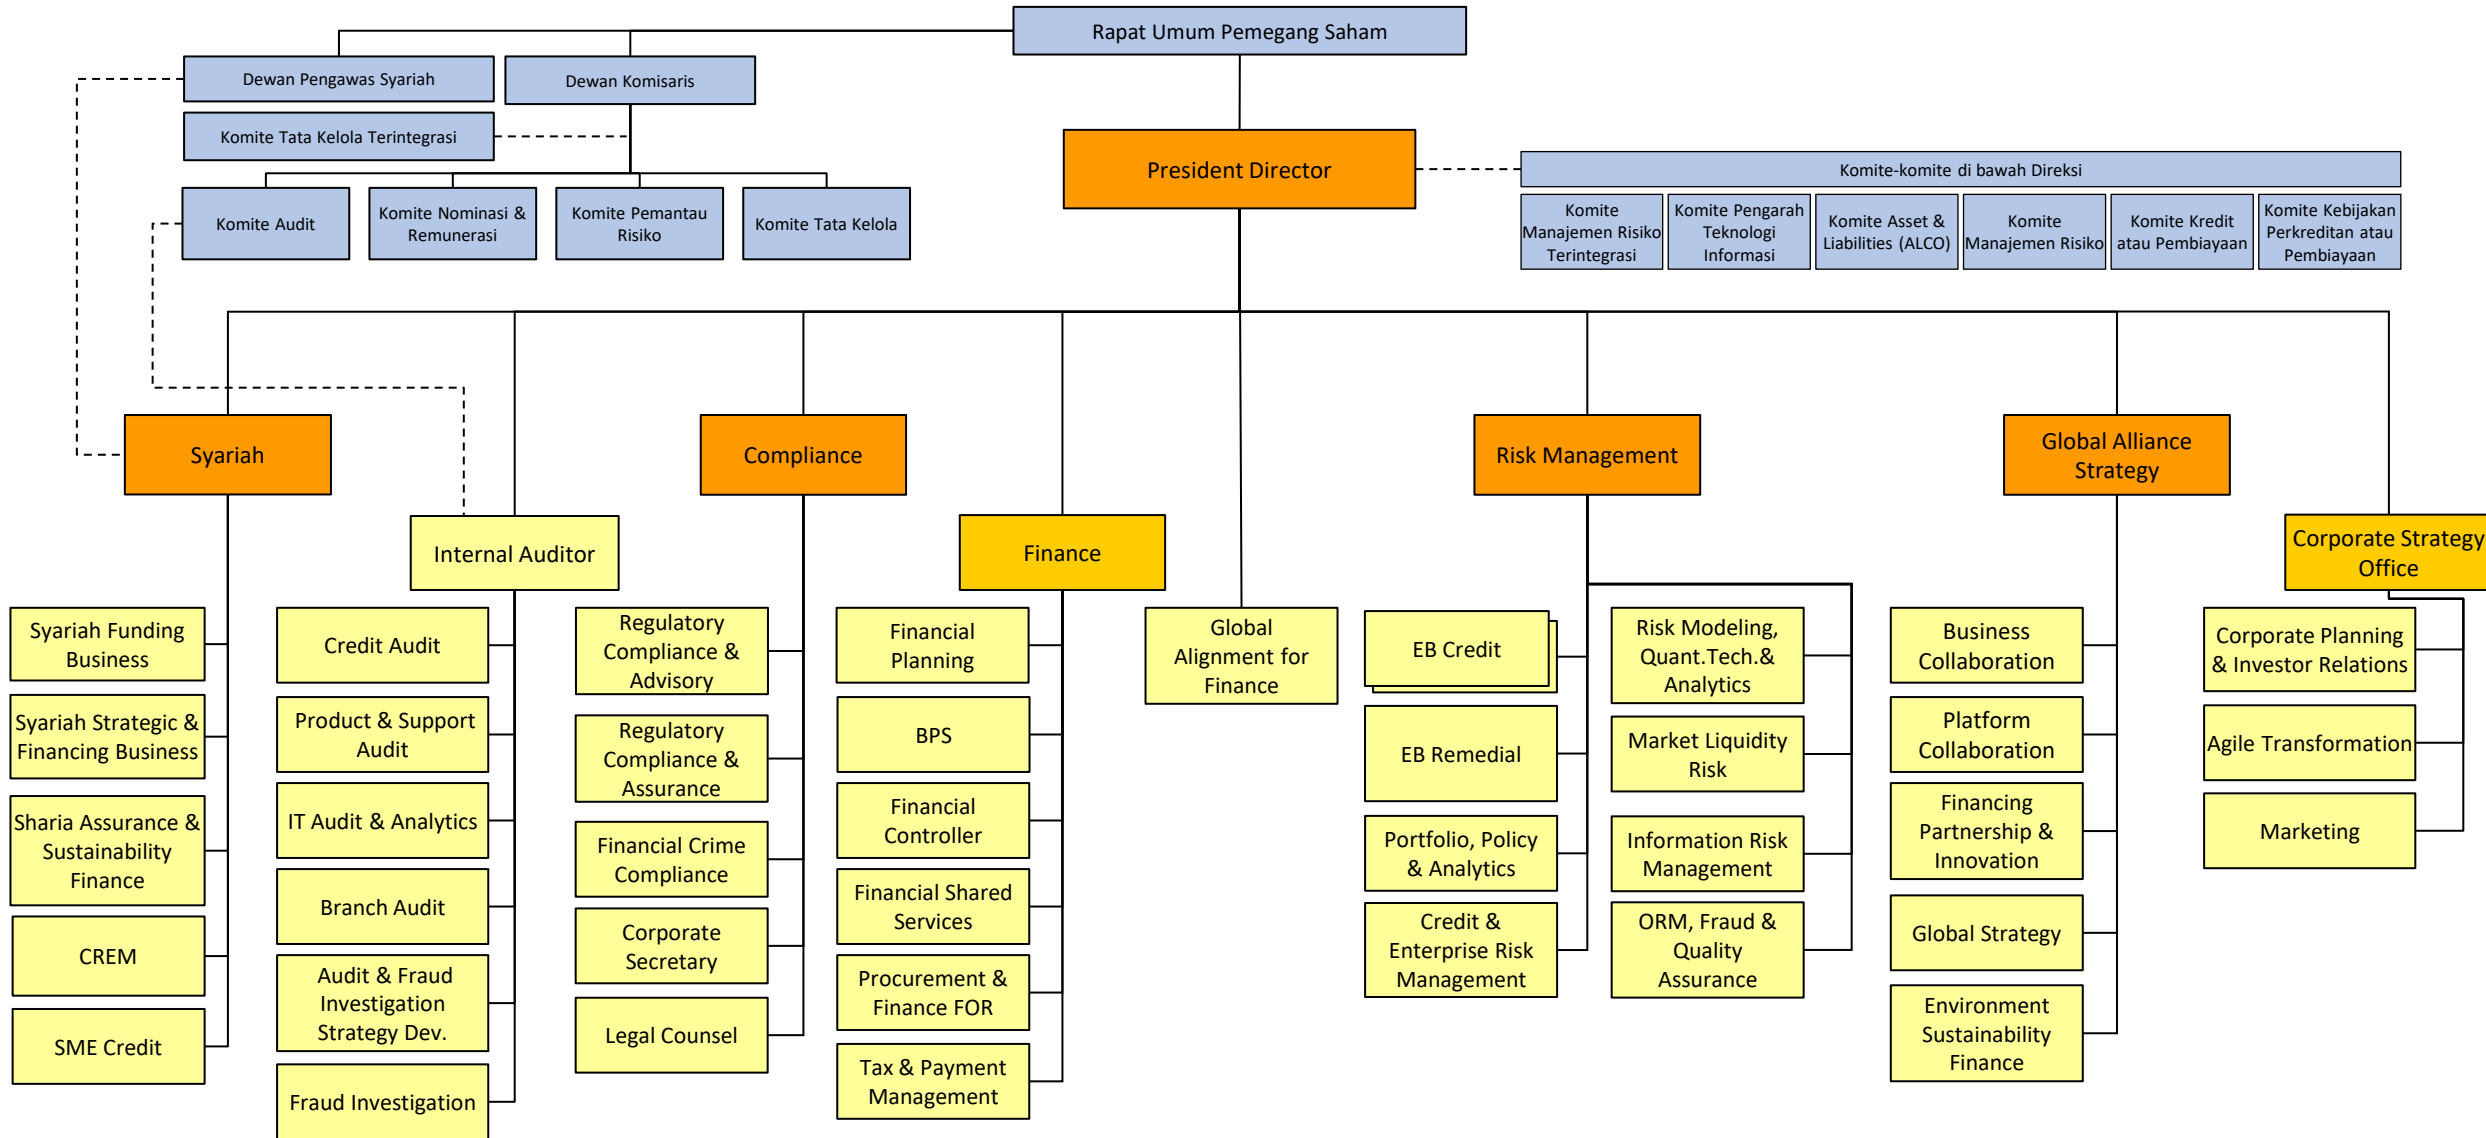 Rapat Umum Pemegang Saham
Dewan Pengawas Syariah
Dewan Komisaris
Komite Tata Kelola Terintegrasi
Komite Audit
Komite Nominasi &
Remunerasi
Komite Pemantau
Risiko
Komite Tata Kelola
President Director
Komite-komite di bawah Direksi
Komite
Manajemen Risiko
Terintegrasi
Komite Pengarah
Teknologi
Informasi
Komite Asset &
Liabilities (ALCO)
Komite
Manajemen Risiko
Komite Kredit
atau Pembiayaan
Komite Kebijakan
Perkreditan atau
Pembiayaan
Syariah
Syariah Funding
Business
Syariah Strategic &
Financing Business
Sharia Assurance &
Sustainability
Finance
CREM
SME Credit
Internal Auditor
Credit Audit
Product & Support
Audit
IT Audit & Analytics
Branch Audit
Audit & Fraud
Investigation
Strategy Dev.
Fraud Investigation
Compliance
Regulatory
Compliance &
Advisory
Regulatory
Compliance &
Assurance
Financial Crime
Compliance
Corporate
Secretary
Legal Counsel
Finance
Financial
Planning
BPS
Financial
Controller
Financial Shared
Services
Procurement &
Finance FOR
Tax & Payment
Management
Global
Alignment for
Finance
Risk Management
EB Credit
EB Remedial
Portfolio, Policy
& Analytics
Credit &
Enterprise Risk
Management
Risk Modeling,
Quant.Tech.&
Analytics
Market Liquidity
Risk
Information Risk
Management
ORM, Fraud &
Quality
Assurance
Global Alliance
Strategy
Business
Collaboration
Platform
Collaboration
Financing
Partnership &
Innovation
Global Strategy
Environment
Sustainability
Finance
Corporate Strategy
Office
Corporate Planning
& Investor Relations
Agile Transformation
Marketing